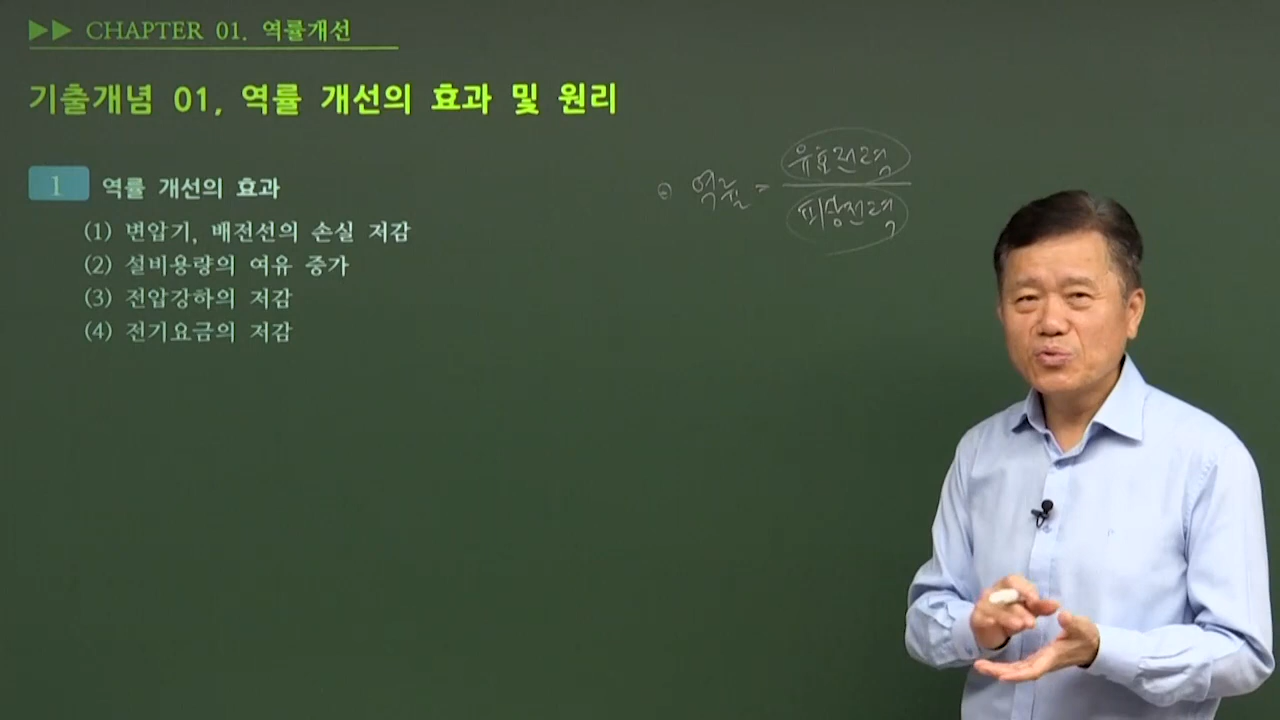 ▶▶ CHAPTER 01. 역률개선
기출개념 01, 역률 개선의 효과 및 원리
1 역률 개선의 효과
(1) 변압기, 배전선의 손실 저감
(2) 설비용량의 여유 증가
(3) 전압강하의 저감
(4) 전기요금의 저감
역률 = 유효전력
피상전력